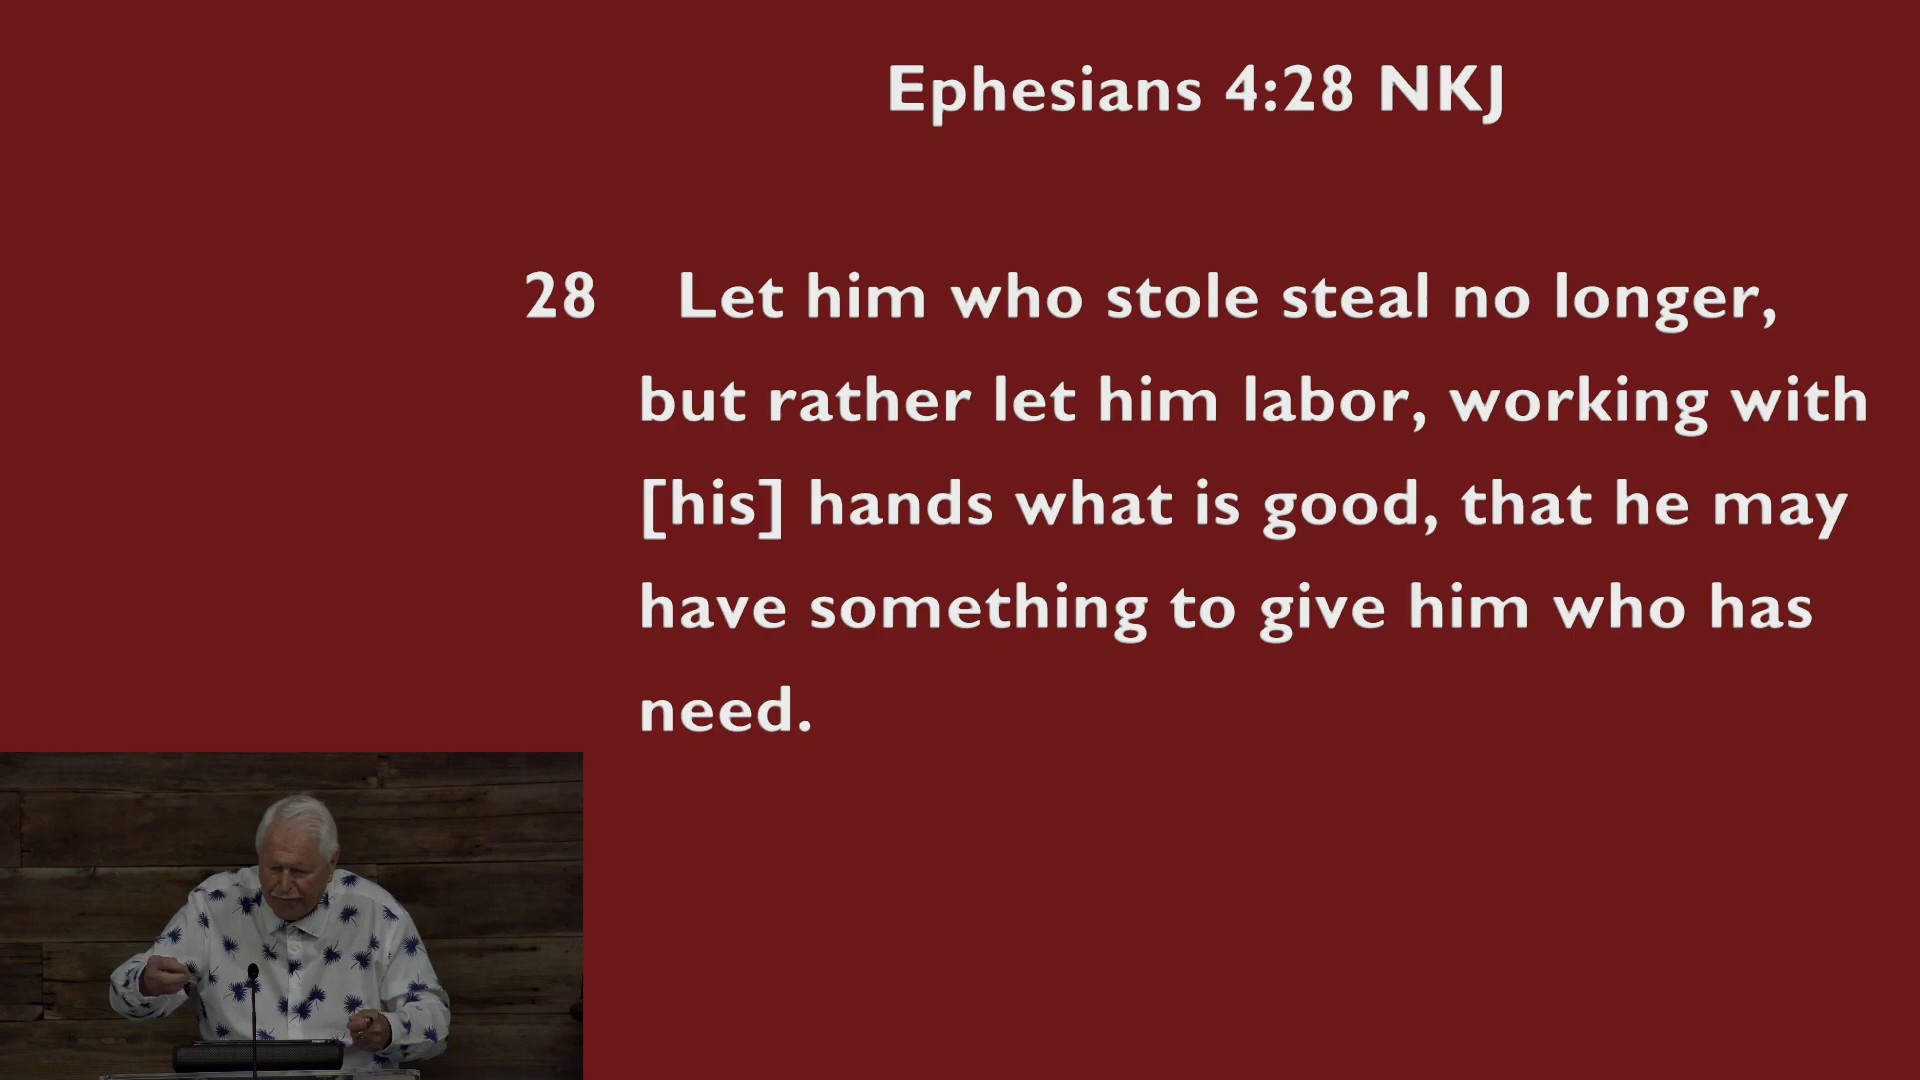 Ephesians 4:28 NKJ
28 Let him who stole steal no longer,
but rather let him labor, working with
[his] hands what is good, that he may
have something to give him who has
need.